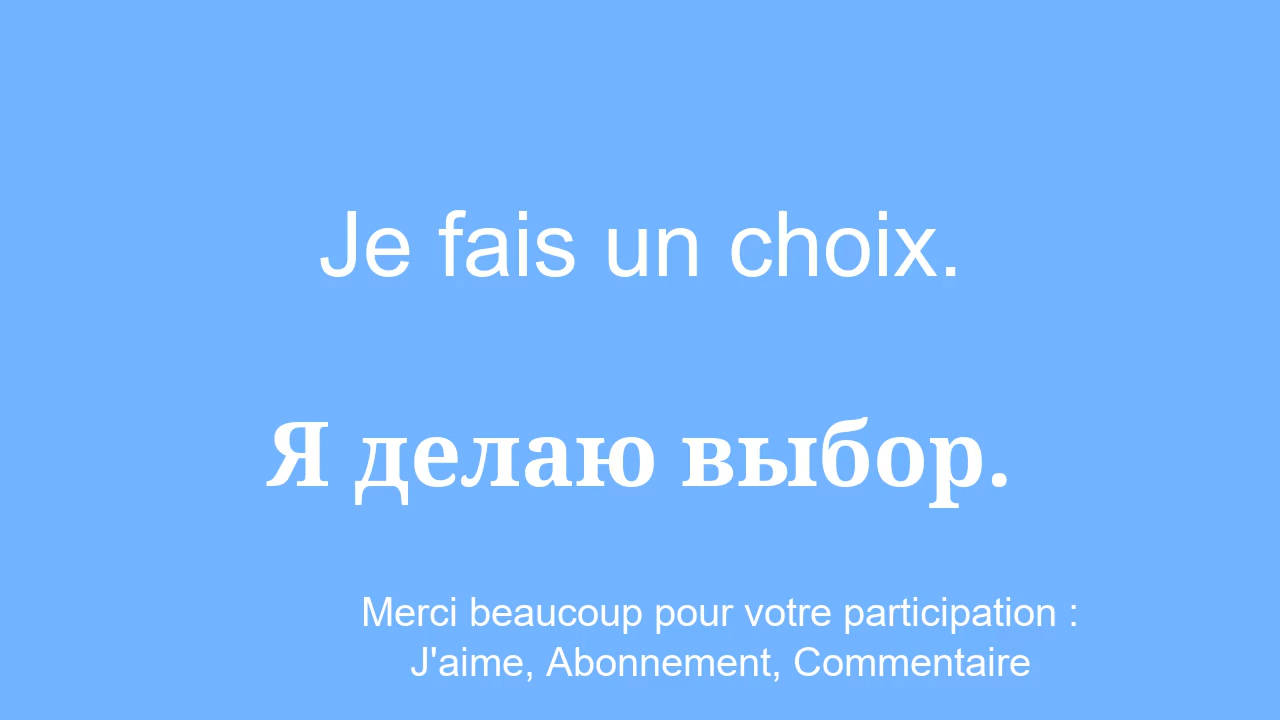 Je fais un choix.
Я делаю выбор.
Merci beaucoup pour votre participation :
J'aime, Abonnement, Commentaire